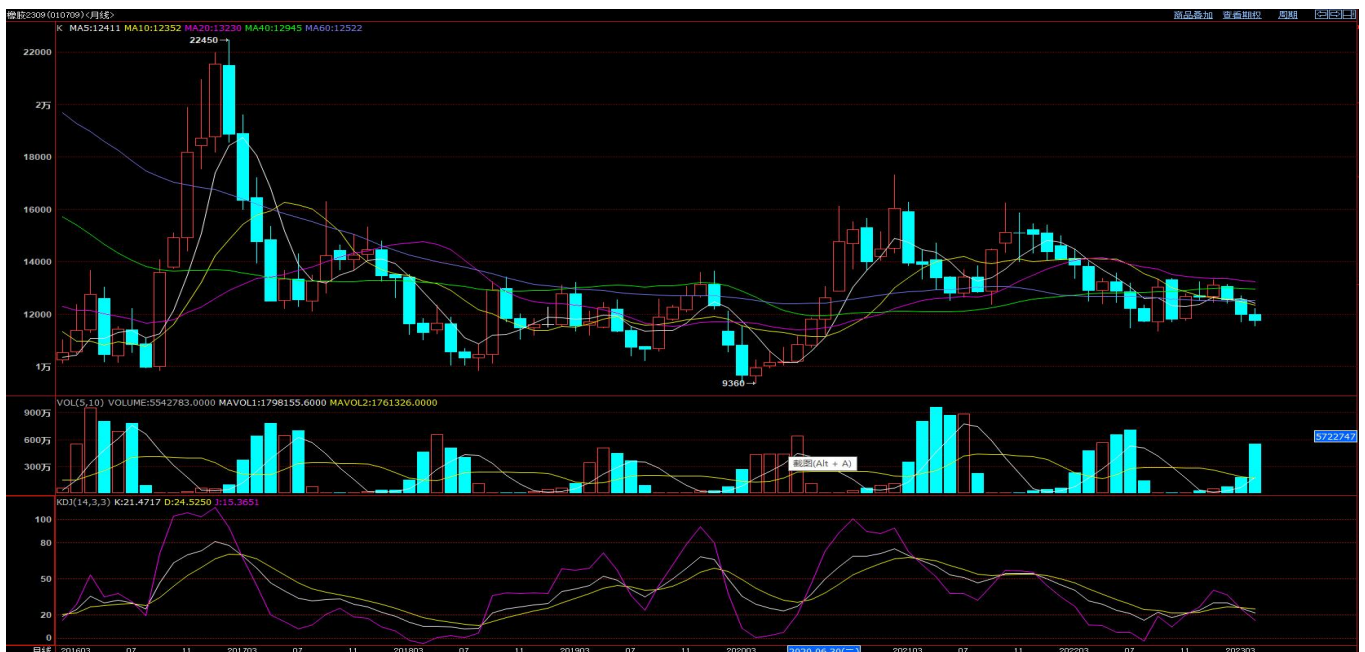 橡胶2309(010709)<月线> 商品叠加 查看期权 周期
K MA5:12411 MA10:12352 MA20:13230 MA40:12945 MA60:12522
22450→
22000
2万
18000
16000
14000
12000
1万
9360→
VOL(5,10) VOLUME:5542783.0000 MAVOL1:1798155.6000 MAVOL2:1761326.0000
900万
5722747
600万
截图(Alt + A)
300万
KDJ(14,3,3) K:21.4717 D:24.5250 J:15.3651
100
80
50
20
0
月线 201603 07 11 201703 07 11 201803 07 11 201903 07 11 202003 2020-06-30(二) 202103 07 11 202203 07 11 202303